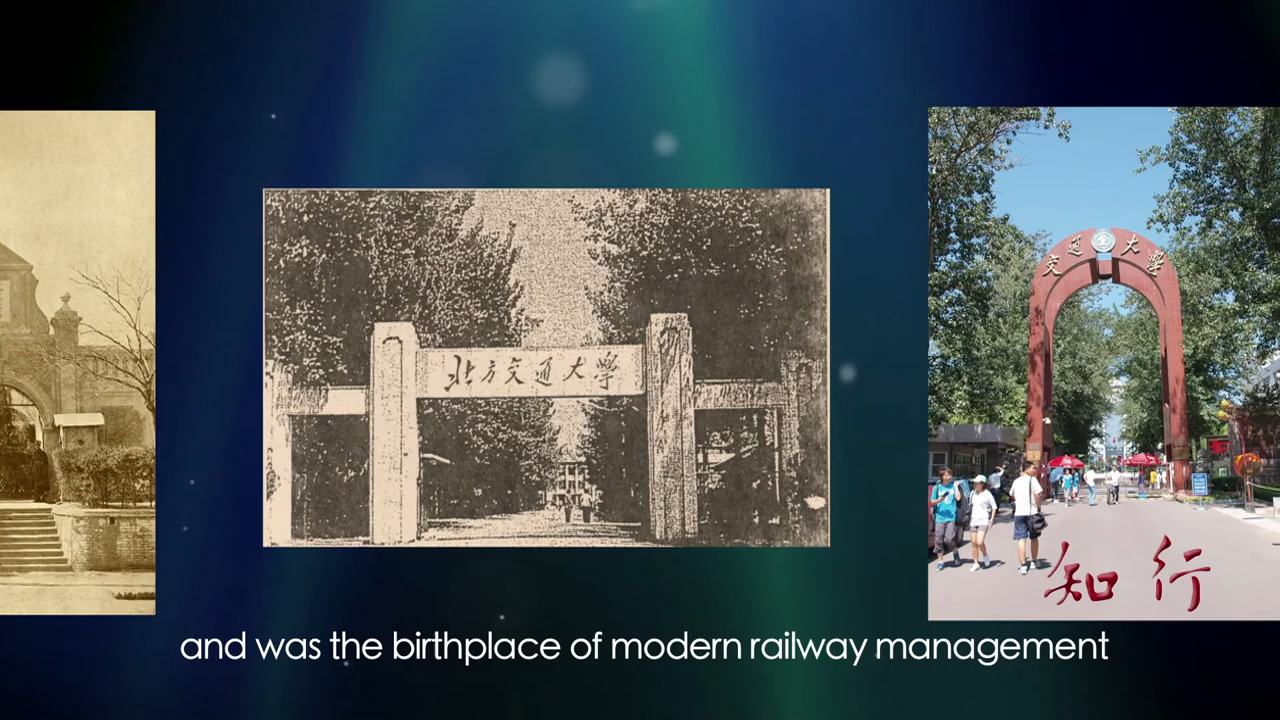 北方交通大學
交通大學
知行
and was the birthplace of modern railway management